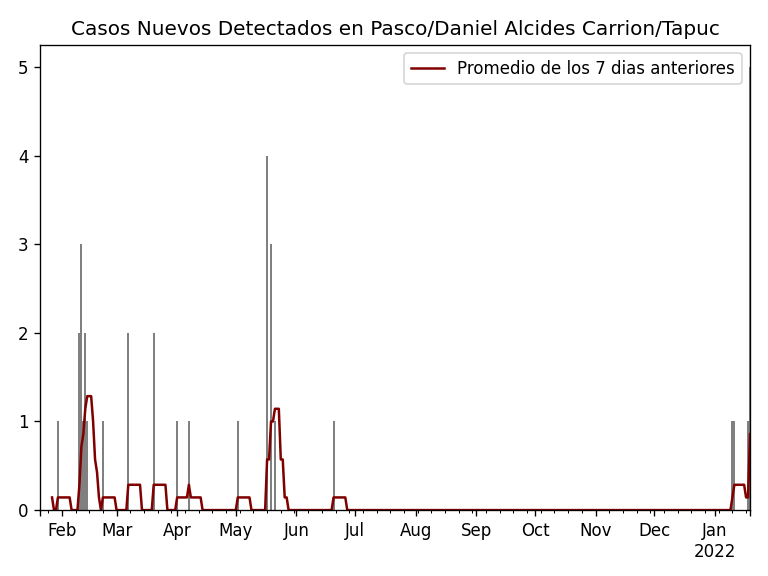 Casos Nuevos Detectados en Pasco/Daniel Alcides Carrion/Tapuc
Promedio de los 7 dias anteriores
5
4
3
2
1
0
Feb Mar Apr May Jun Jul Aug Sep Oct Nov Dec Jan
2022